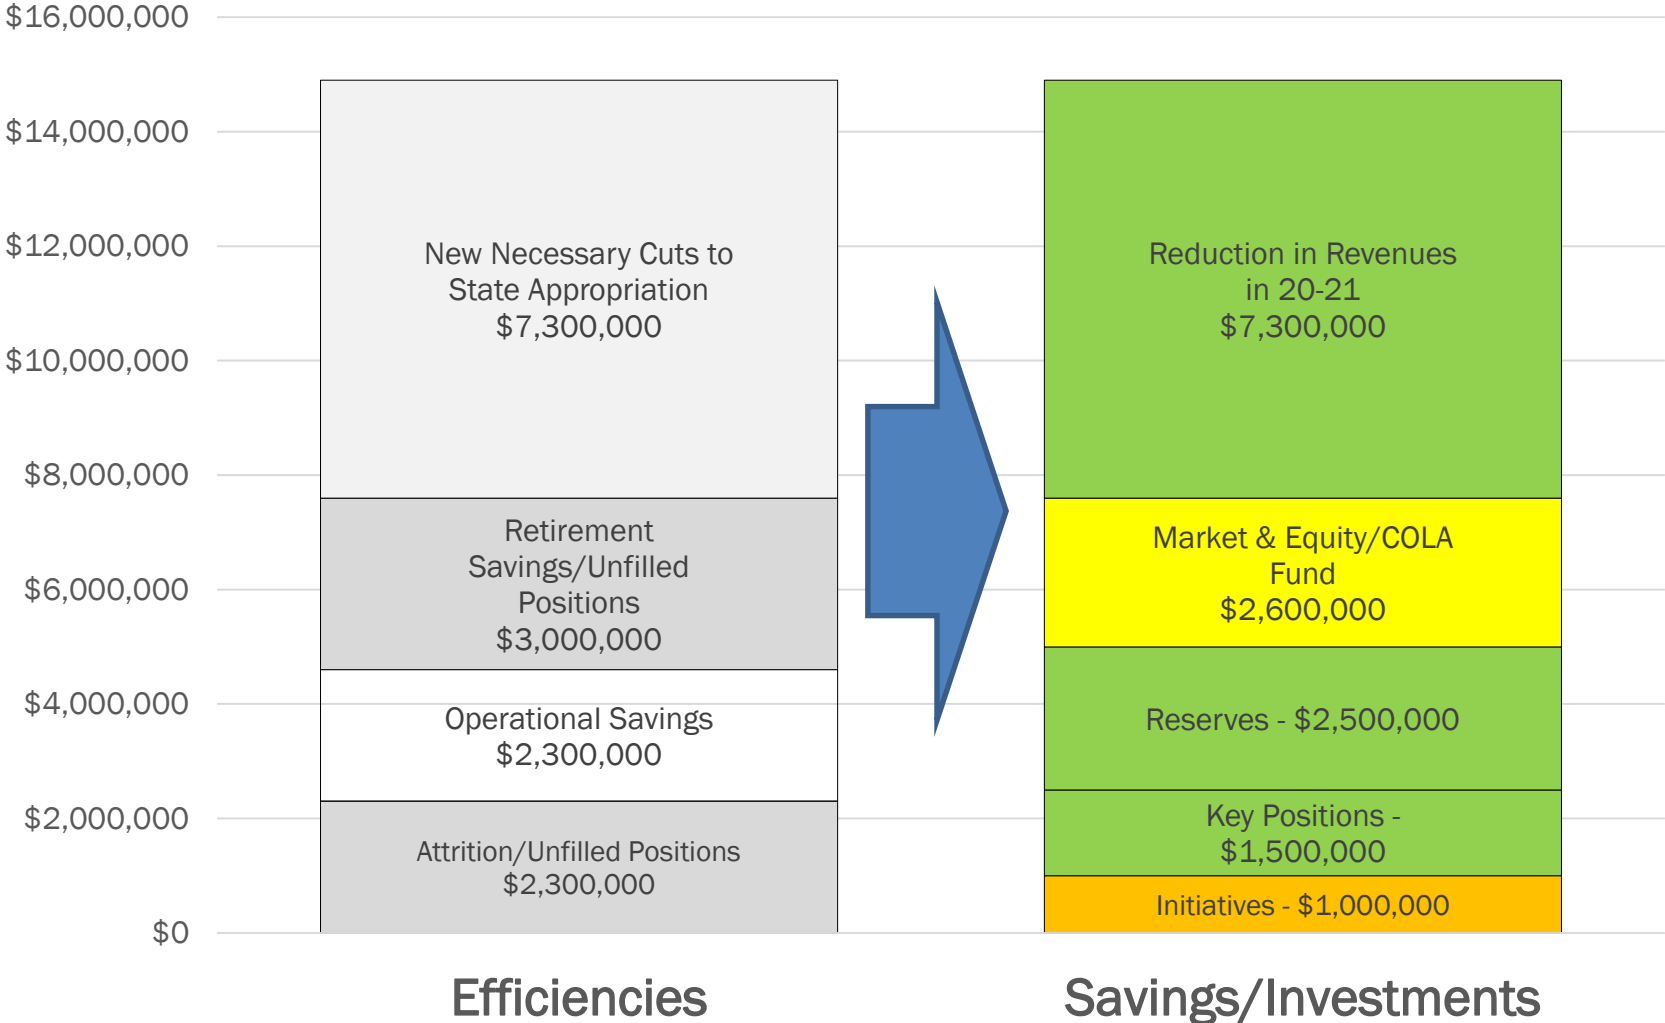 $16,000,000
$14,000,000
$12,000,000
$10,000,000
$8,000,000
$6,000,000
$4,000,000
$2,000,000
$0
New Necessary Cuts to
State Appropriation
$7,300,000
Retirement
Savings/Unfilled
Positions
$3,000,000
Operational Savings
$2,300,000
Attrition/Unfilled Positions
$2,300,000
Efficiencies
Reduction in Revenues
in 20-21
$7,300,000
Market & Equity/COLA
Fund
$2,600,000
Reserves - $2,500,000
Key Positions -
$1,500,000
Initiatives - $1,000,000
Savings/Investments